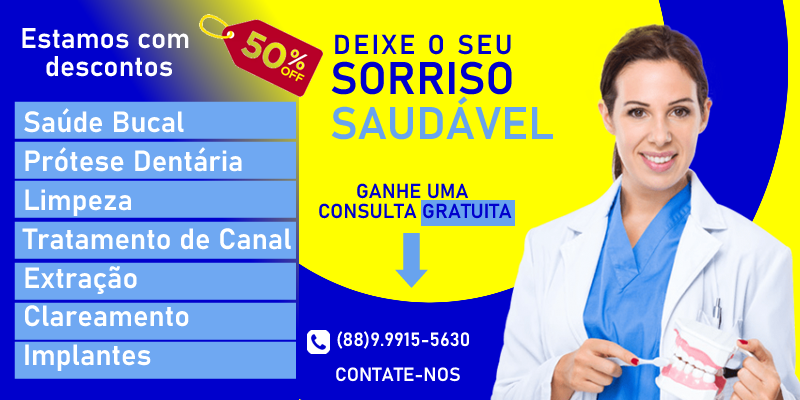 Estamos com
descontos
50%
OFF
Saúde Bucal
Prótese Dentária
Limpeza
Tratamento de Canal
Extração
Clareamento
Implantes
DEIXE O SEU
SORRISO
SAUDÁVEL
GANHE UMA
CONSULTA GRATUITA
(88)9.9915-5630
CONTATE-NOS